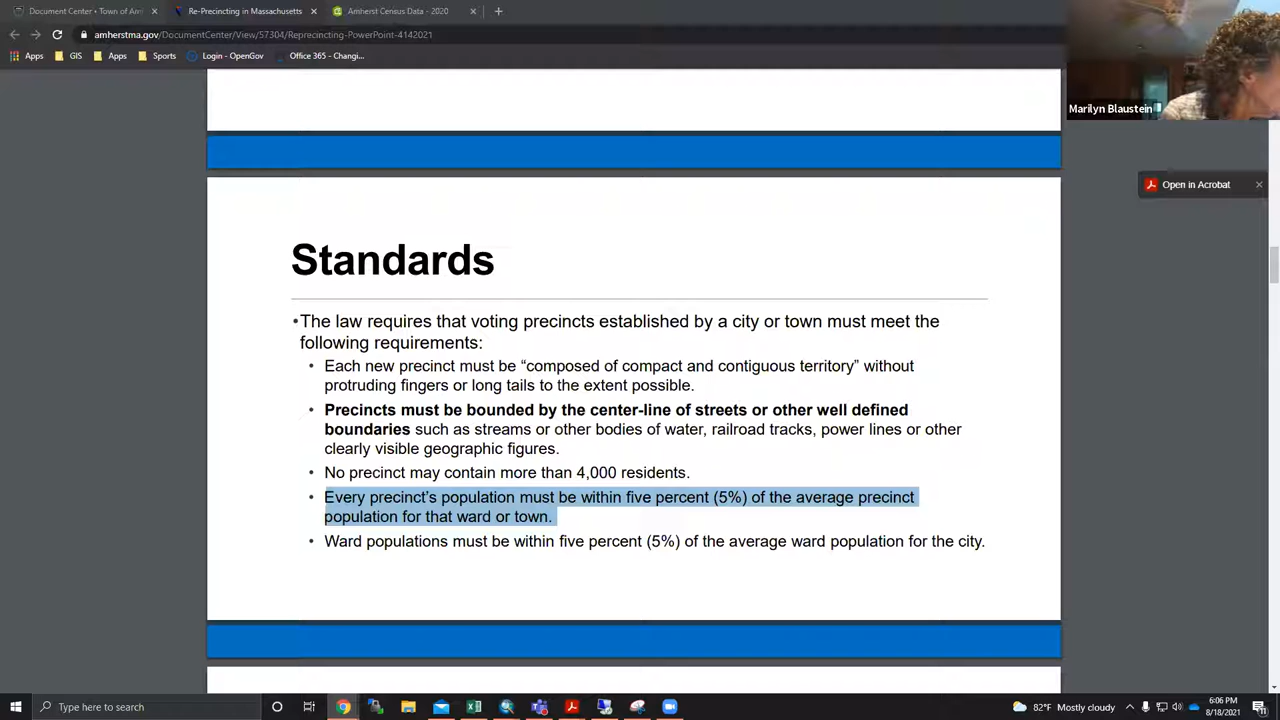 Document Center • Town of Am
Re-Precincting in Massachusetts
Amherst Census Data - 2020
amherstma.gov/DocumentCenter/View/57304/Reprecincting-PowerPoint-4142021
Apps
GIS
Apps
Sports
Login - OpenGov
Office 365 - Changi...
Marilyn Blaustein
Open in Acrobat
Standards
•The law requires that voting precincts established by a city or town must meet the
following requirements:
• Each new precinct must be “composed of compact and contiguous territory” without
protruding fingers or long tails to the extent possible.
• Precincts must be bounded by the center-line of streets or other well defined
boundaries such as streams or other bodies of water, railroad tracks, power lines or other
clearly visible geographic figures.
• No precinct may contain more than 4,000 residents.
• Every precinct’s population must be within five percent (5%) of the average precinct
population for that ward or town.
• Ward populations must be within five percent (5%) of the average ward population for the city.
Type here to search
82°F Mostly cloudy
6:06 PM
8/18/2021